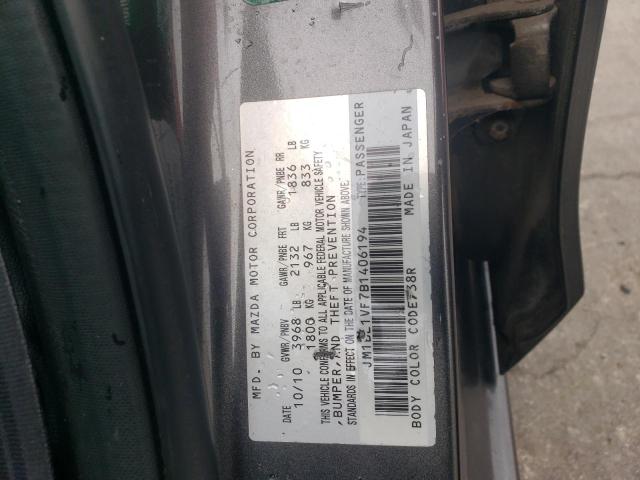 MFD. BY MAZDA MOTOR CORPORATION
DATE GVWR/PNBV GAWR/PNBE FRT GAWR/PNBE RR
10/10 3968 LB 2132 LB 1836 LB
1800 KG 967 KG 833 KG
THIS VEHICLE CONFORMS TO ALL APPLICABLE FEDERAL MOTOR VEHICLE SAFETY
, BUMPER, AND THEFT PREVENTION
STANDARDS IN EFFECT ON THE DATE OF MANUFACTURE SHOWN ABOVE.
1VF7B1406194 TYPE: PASSENGER
BODY COLOR CODE: 38R MADE IN JAPAN